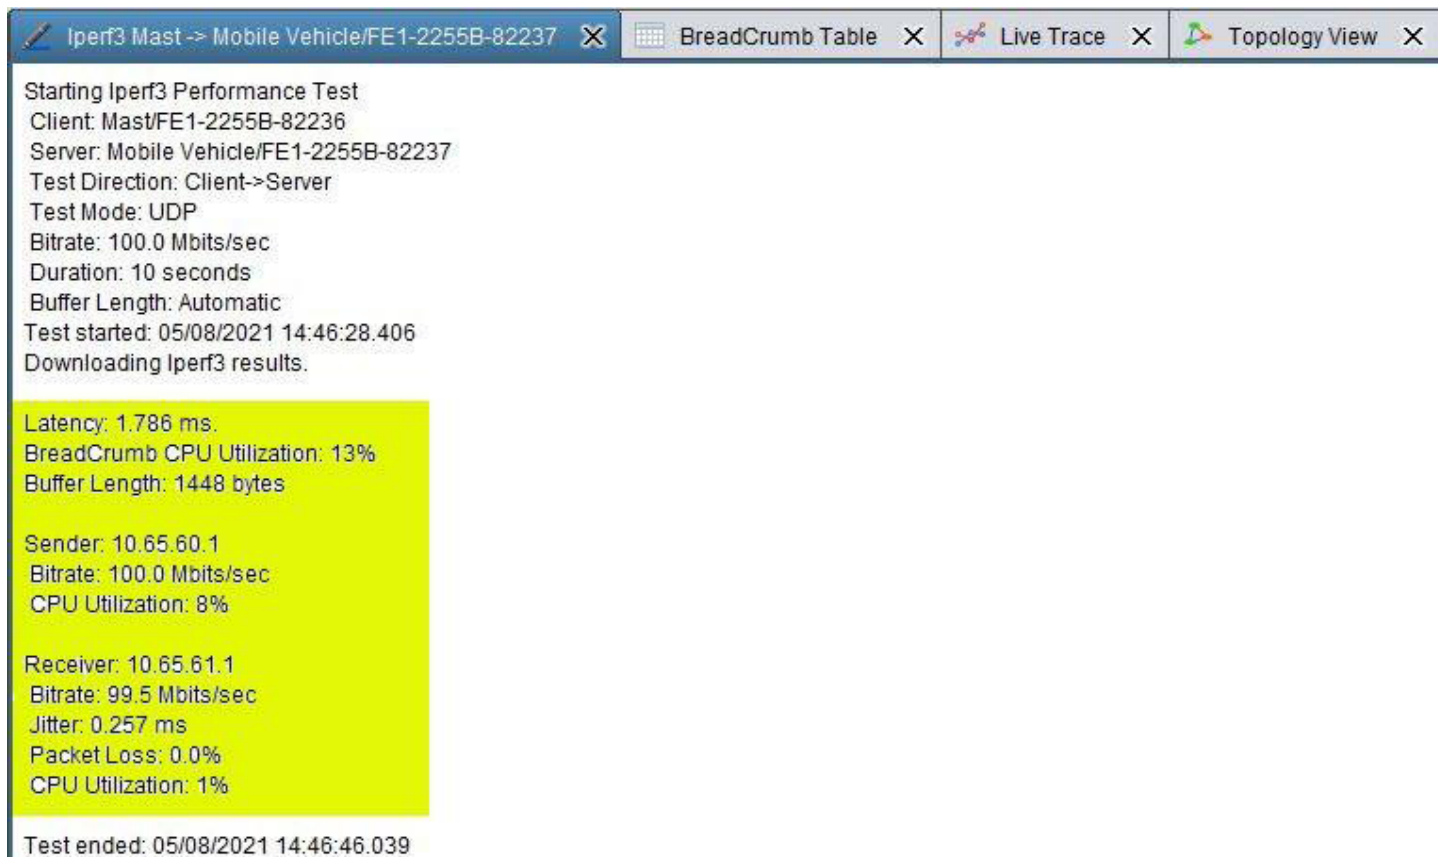 Iperf3 Mast -> Mobile Vehicle/FE1-2255B-82237
BreadCrumb Table
Live Trace
Topology View
Starting Iperf3 Performance Test
Client: Mast/FE1-2255B-82236
Server: Mobile Vehicle/FE1-2255B-82237
Test Direction: Client->Server
Test Mode: UDP
Bitrate: 100.0 Mbits/sec
Duration: 10 seconds
Buffer Length: Automatic
Test started: 05/08/2021 14:46:28.406
Downloading Iperf3 results.
Latency: 1.786 ms.
BreadCrumb CPU Utilization: 13%
Buffer Length: 1448 bytes
Sender: 10.65.60.1
Bitrate: 100.0 Mbits/sec
CPU Utilization: 8%
Receiver: 10.65.61.1
Bitrate: 99.5 Mbits/sec
Jitter: 0.257 ms
Packet Loss: 0.0%
CPU Utilization: 1%
Test ended: 05/08/2021 14:46:46.039